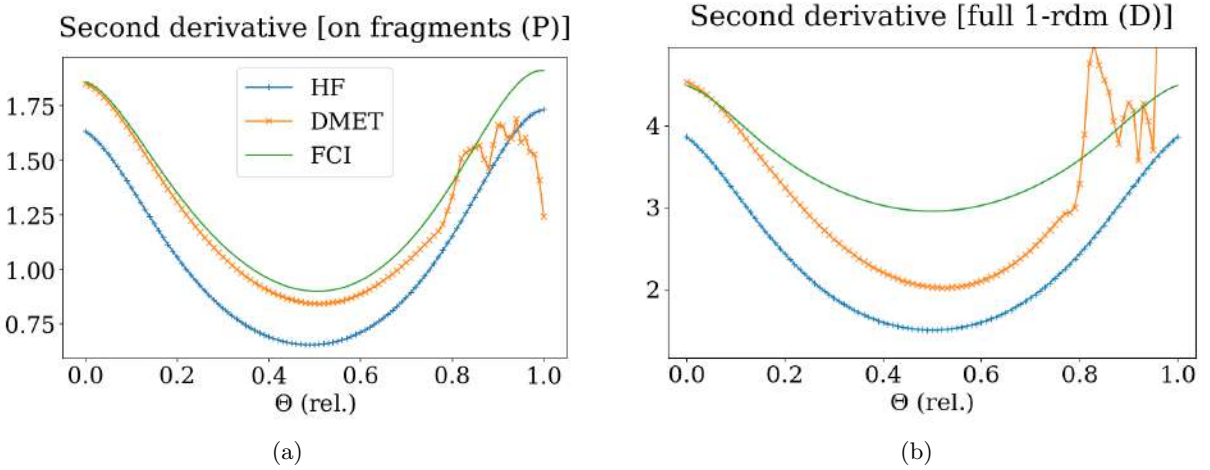 Second derivative [on fragments (P)]
1.75
1.50
1.25
1.00
0.75
HF
DMET
FCI
0.0 0.2 0.4 0.6 0.8 1.0
Θ (rel.)
(a)
Second derivative [full 1-rdm (D)]
4
3
2
0.0 0.2 0.4 0.6 0.8 1.0
Θ (rel.)
(b)